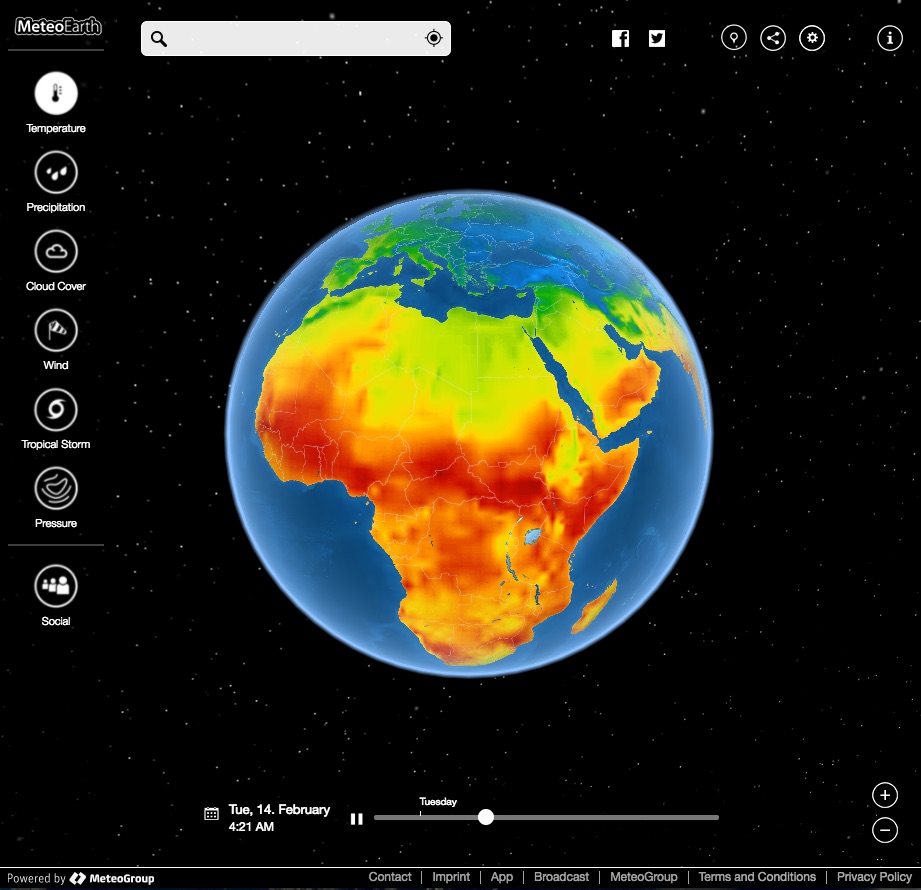 MeteoEarth
Temperature
Precipitation
Cloud Cover
Wind
Tropical Storm
Pressure
Social
Tuesday
Tue, 14. February
4:21 AM
Powered by MeteoGroup
Contact | Imprint | App | Broadcast | MeteoGroup | Terms and Conditions | Privacy Policy